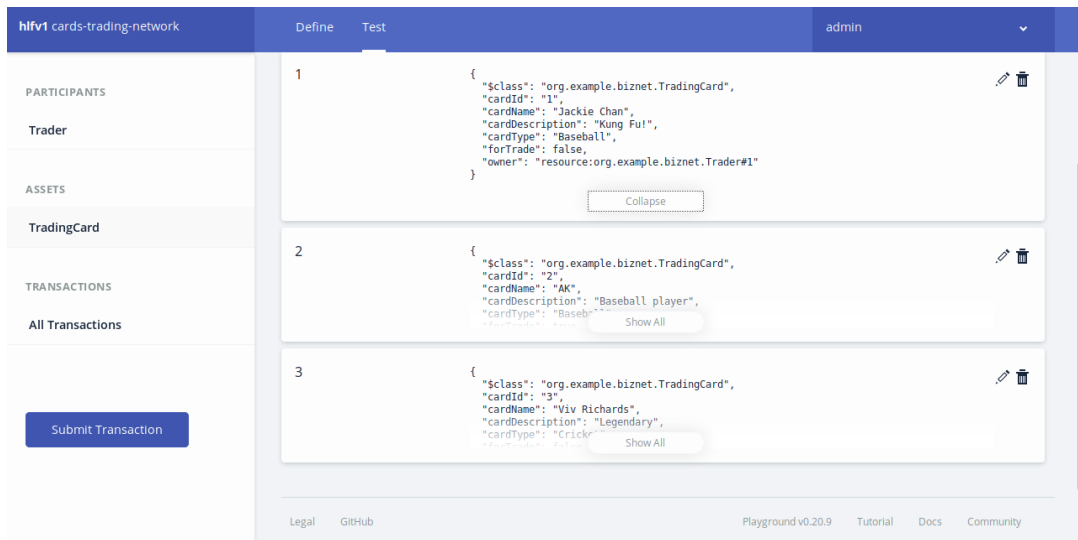 hlfv1 cards-trading-network
Define
Test
admin
PARTICIPANTS
Trader
ASSETS
TradingCard
TRANSACTIONS
All Transactions
Submit Transaction
1
{
"$class": "org.example.biznet.TradingCard",
"cardId": "1",
"cardName": "Jackie Chan",
"cardDescription": "Kung Fu!",
"cardType": "Baseball",
"forTrade": false,
"owner": "resource:org.example.biznet.Trader#1"
}
Collapse
2
{
"$class": "org.example.biznet.TradingCard",
"cardId": "2",
"cardName": "AK",
"cardDescription": "Baseball player",
"cardType":
Show All
3
{
"$class": "org.example.biznet.TradingCard",
"cardId": "3",
"cardName": "Viv Richards",
"cardDescription": "Legendary",
"cardType":
Show All
Legal
GitHub
Playground v0.20.9
Tutorial
Docs
Community